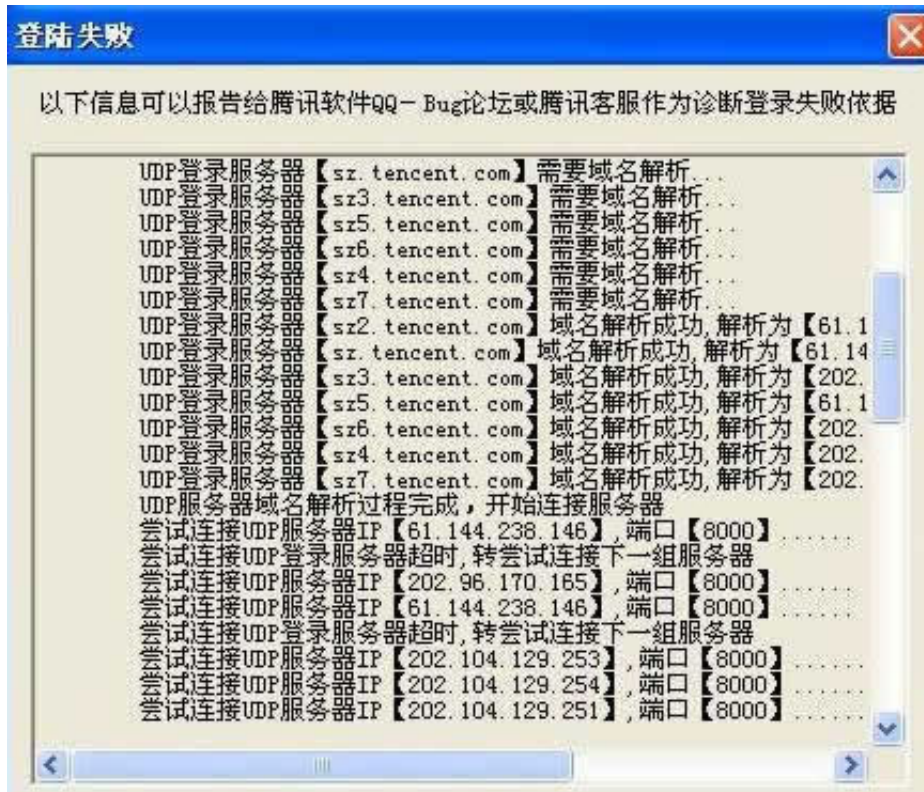 登陆失败
以下信息可以报告给腾讯软件QQ－Bug论坛或腾讯客服作为诊断登录失败依据
UDP登录服务器【sz.tencent.com】需要域名解析...
UDP登录服务器【sz3.tencent.com】需要域名解析...
UDP登录服务器【sz5.tencent.com】需要域名解析...
UDP登录服务器【sz6.tencent.com】需要域名解析...
UDP登录服务器【sz4.tencent.com】需要域名解析...
UDP登录服务器【sz7.tencent.com】需要域名解析...
UDP登录服务器【sz2.tencent.com】域名解析成功,解析为【61.1
UDP登录服务器【sz.tencent.com】域名解析成功,解析为【61.14
UDP登录服务器【sz3.tencent.com】域名解析成功,解析为【202.
UDP登录服务器【sz5.tencent.com】域名解析成功,解析为【61.1
UDP登录服务器【sz6.tencent.com】域名解析成功,解析为【202.
UDP登录服务器【sz4.tencent.com】域名解析成功,解析为【202.
UDP登录服务器【sz7.tencent.com】域名解析成功,解析为【202.
UDP服务器域名解析过程完成，开始连接服务器
尝试连接UDP服务器IP【61.144.238.146】,端口【8000】......
尝试连接UDP登录服务器超时,转尝试连接下一组服务器
尝试连接UDP服务器IP【202.96.170.165】,端口【8000】......
尝试连接UDP服务器IP【61.144.238.146】,端口【8000】......
尝试连接UDP登录服务器超时,转尝试连接下一组服务器
尝试连接UDP服务器IP【202.104.129.253】,端口【8000】......
尝试连接UDP服务器IP【202.104.129.254】,端口【8000】......
尝试连接UDP服务器IP【202.104.129.251】,端口【8000】......